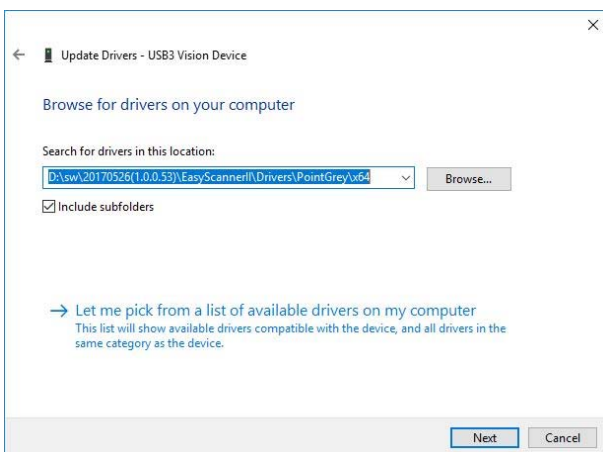 Update Drivers - USB3 Vision Device
Browse for drivers on your computer
Search for drivers in this location:
D:\sw\20170526(1.0.0.53)\EasyScannerII\Drivers\PointGrey\x64
Browse...
Include subfolders
Let me pick from a list of available drivers on my computer
This list will show available drivers compatible with the device, and all drivers in the
same category as the device.
Next
Cancel